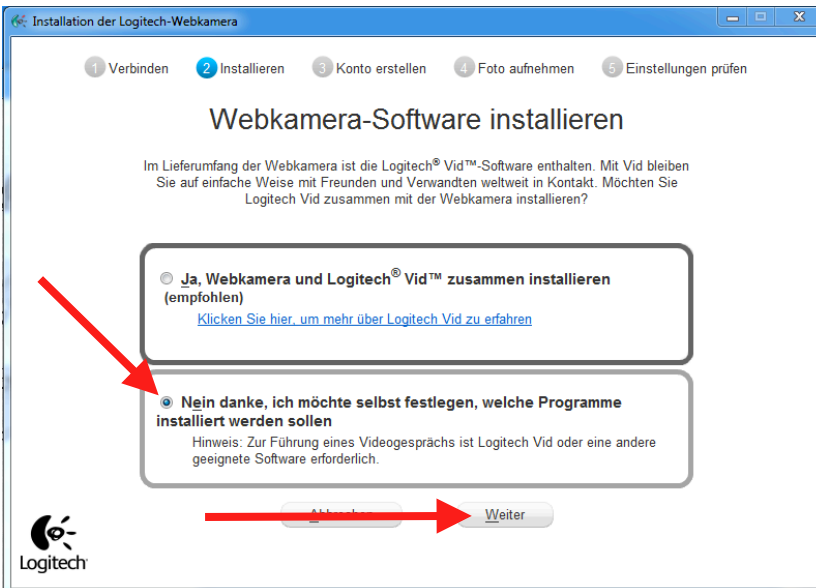 Installation der Logitech-Webkamera
1 Verbinden 2 Installieren 3 Konto erstellen 4 Foto aufnehmen 5 Einstellungen prüfen
Webkamera-Software installieren
Im Lieferumfang der Webkamera ist die Logitech® Vid™-Software enthalten. Mit Vid bleiben
Sie auf einfache Weise mit Freunden und Verwandten weltweit in Kontakt. Möchten Sie
Logitech Vid zusammen mit der Webkamera installieren?
Ja, Webkamera und Logitech® Vid™ zusammen installieren
(empfohlen)
Klicken Sie hier, um mehr über Logitech Vid zu erfahren
Nein danke, ich möchte selbst festlegen, welche Programme
installiert werden sollen
Hinweis: Zur Führung eines Videogesprächs ist Logitech Vid oder eine andere
geeignete Software erforderlich.
Abbrechen Weiter
Logitech